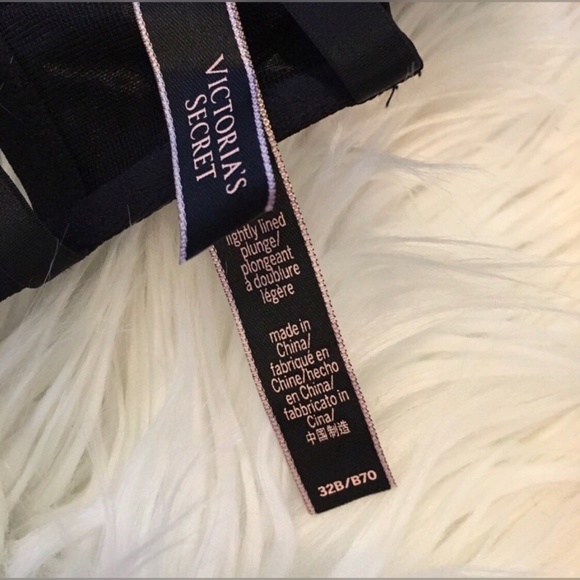 VICTORIA'S
SECRET
lightly lined
plunge/
plongeant
à doublure
légère
made in
China/
fabriqué en
Chine/hecho
en China/
fabbricato in
Cina/
中国制造
32B/B70